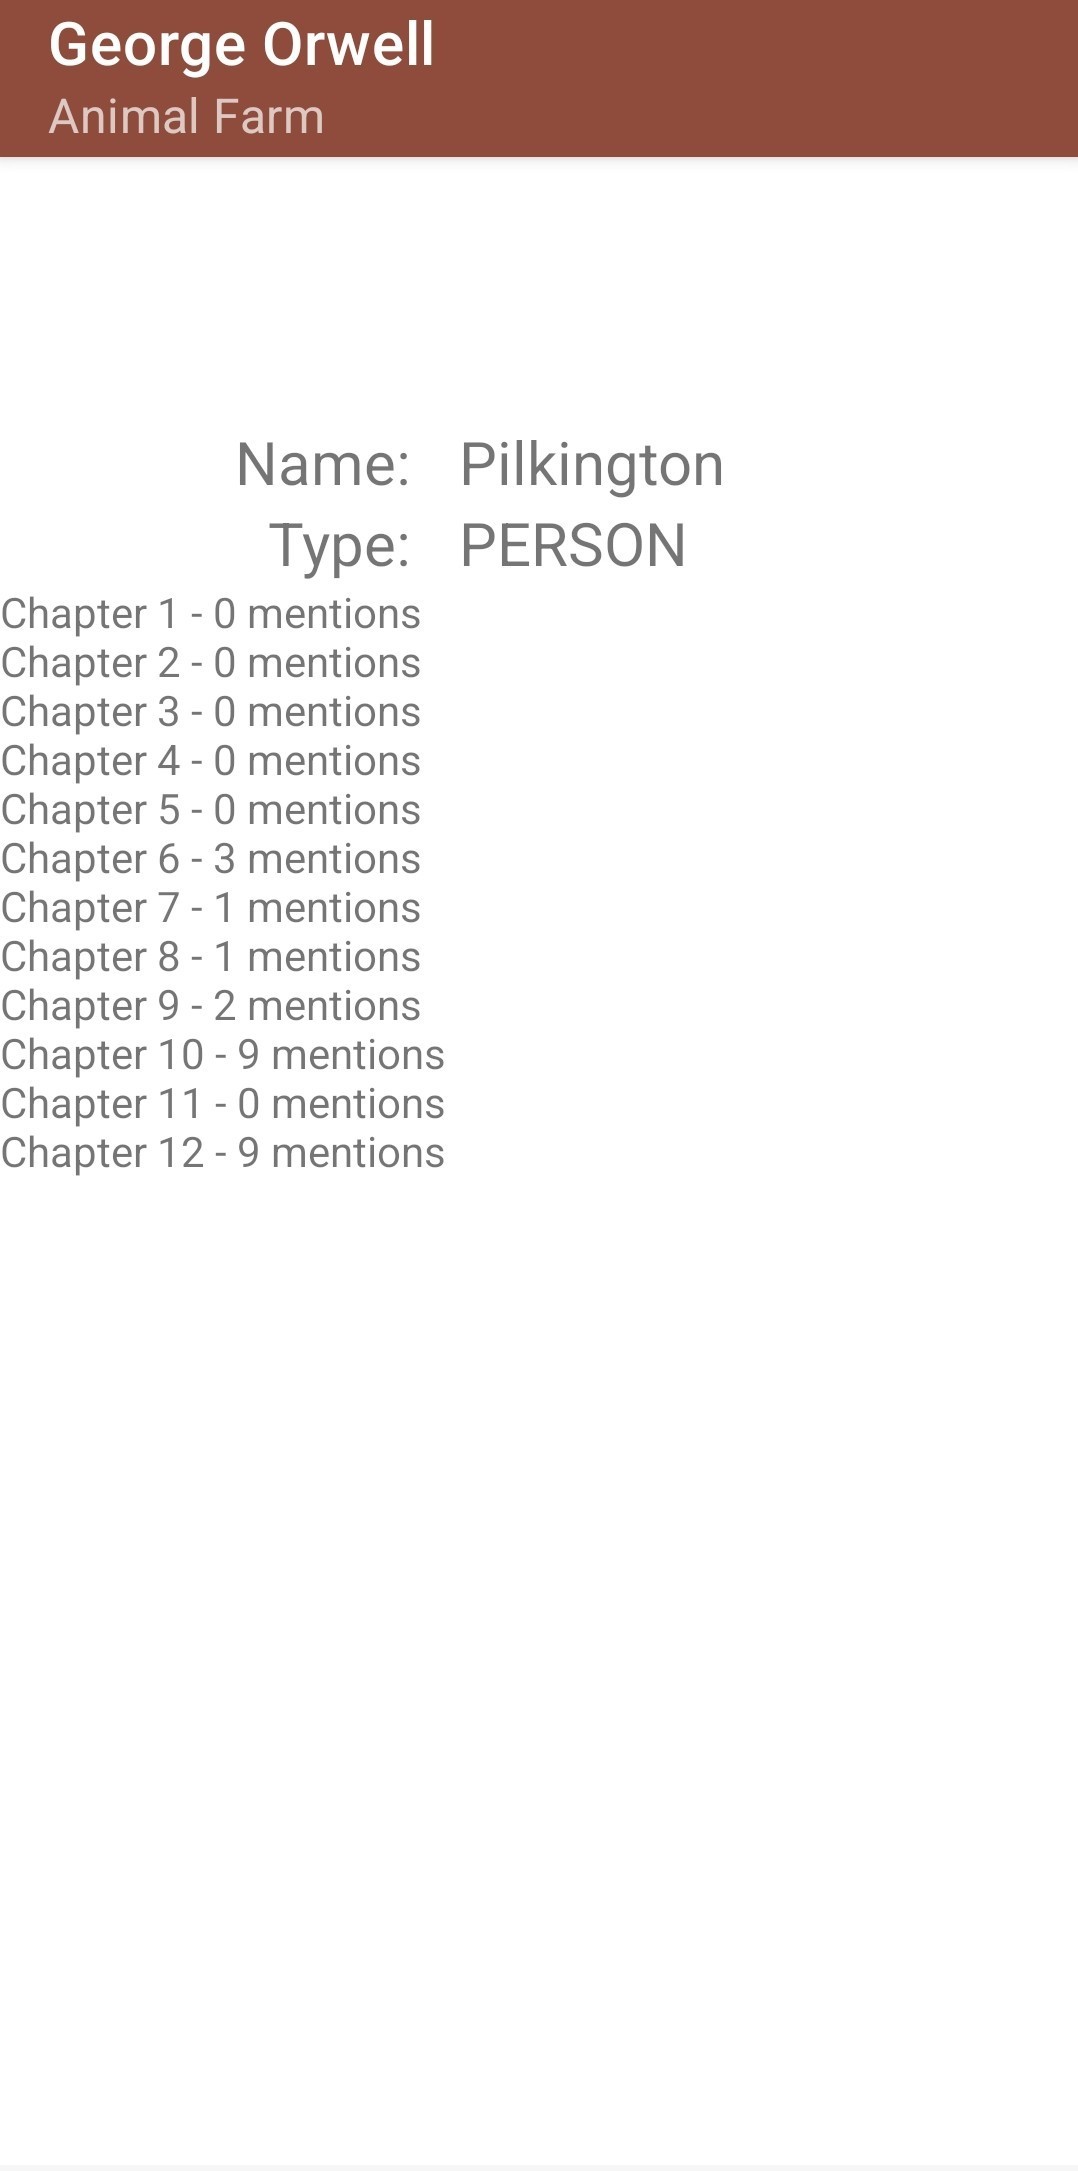 George Orwell
Animal Farm
Name: Pilkington
Type: PERSON
Chapter 1 - 0 mentions
Chapter 2 - 0 mentions
Chapter 3 - 0 mentions
Chapter 4 - 0 mentions
Chapter 5 - 0 mentions
Chapter 6 - 3 mentions
Chapter 7 - 1 mentions
Chapter 8 - 1 mentions
Chapter 9 - 2 mentions
Chapter 10 - 9 mentions
Chapter 11 - 0 mentions
Chapter 12 - 9 mentions